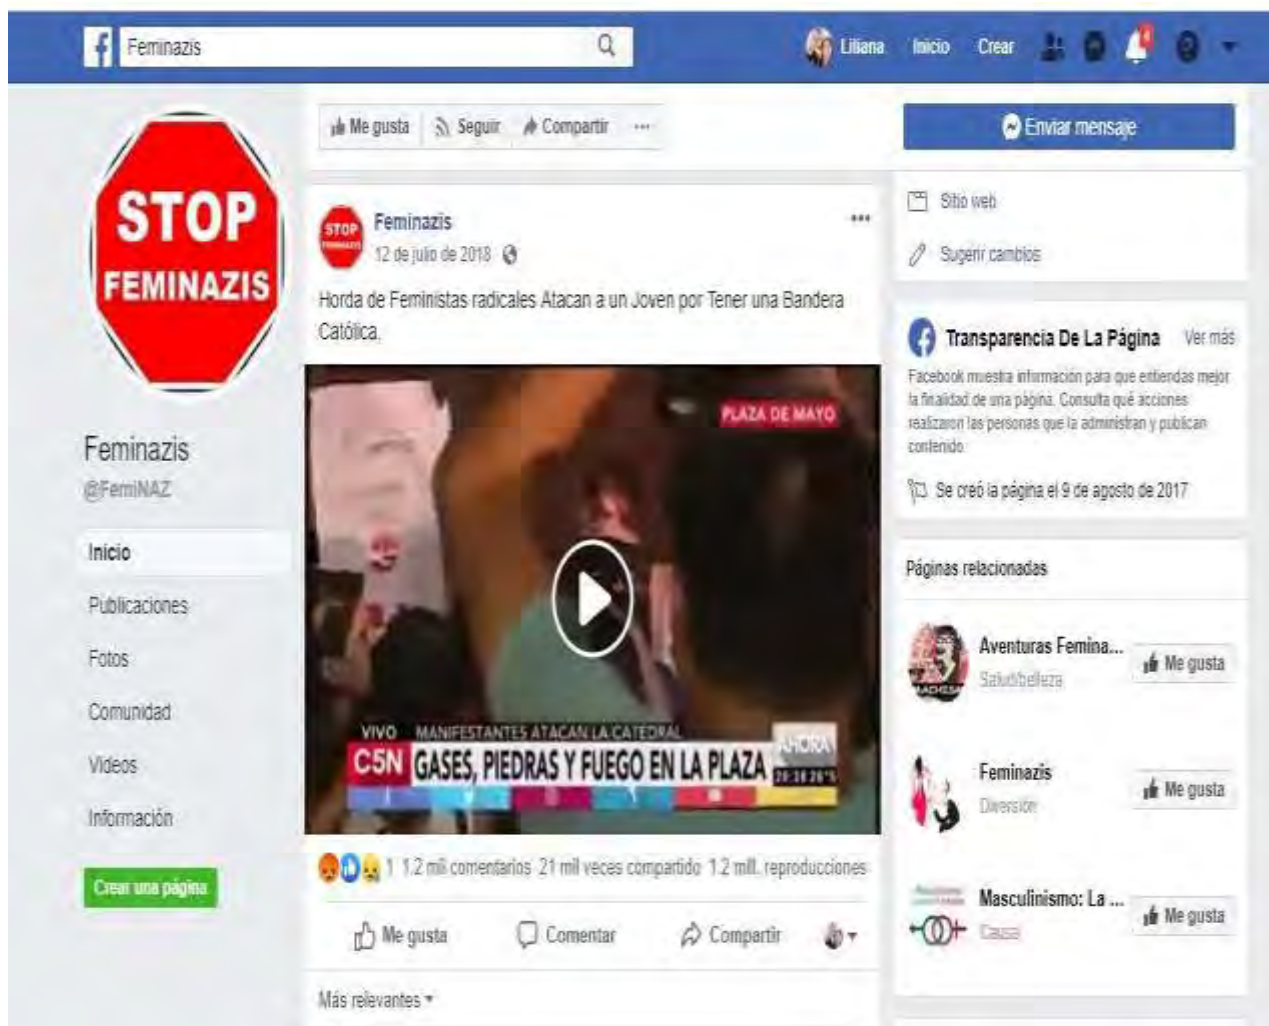 Feminazis
Liliana Inicio Crear
STOP
FEMINAZIS
Feminazis
@FemiNAZ
Inicio
Publicaciones
Fotos
Comunidad
Videos
Información
Crear una página
Me gusta Seguir Compartir ...
STOP
Feminazis
12 de julio de 2018
Horda de Feministas radicales Atacan a un Joven por Tener una Bandera
Católica.
PLAZA DE MAYO
VIVO MANIFESTANTES ATACAN LA CATEDRAL
C5N GASES, PIEDRAS Y FUEGO EN LA PLAZA
AHORA
1 1.2 mil comentarios 21 mil veces compartido 1.2 mill. reproducciones
Me gusta Comentar Compartir
Más relevantes
Enviar mensaje
Sitio web
Sugerir cambios
Transparencia De La Página Ver más
Facebook muestra información para que entiendas mejor
la finalidad de una página. Consulta qué acciones
realizaron las personas que la administran y publican
contenido.
Se creó la página el 9 de agosto de 2017
Páginas relacionadas
Aventuras Femina...
Salud/belleza
Me gusta
Feminazis
Diversión
Me gusta
Masculinismo: La ...
Causa
Me gusta